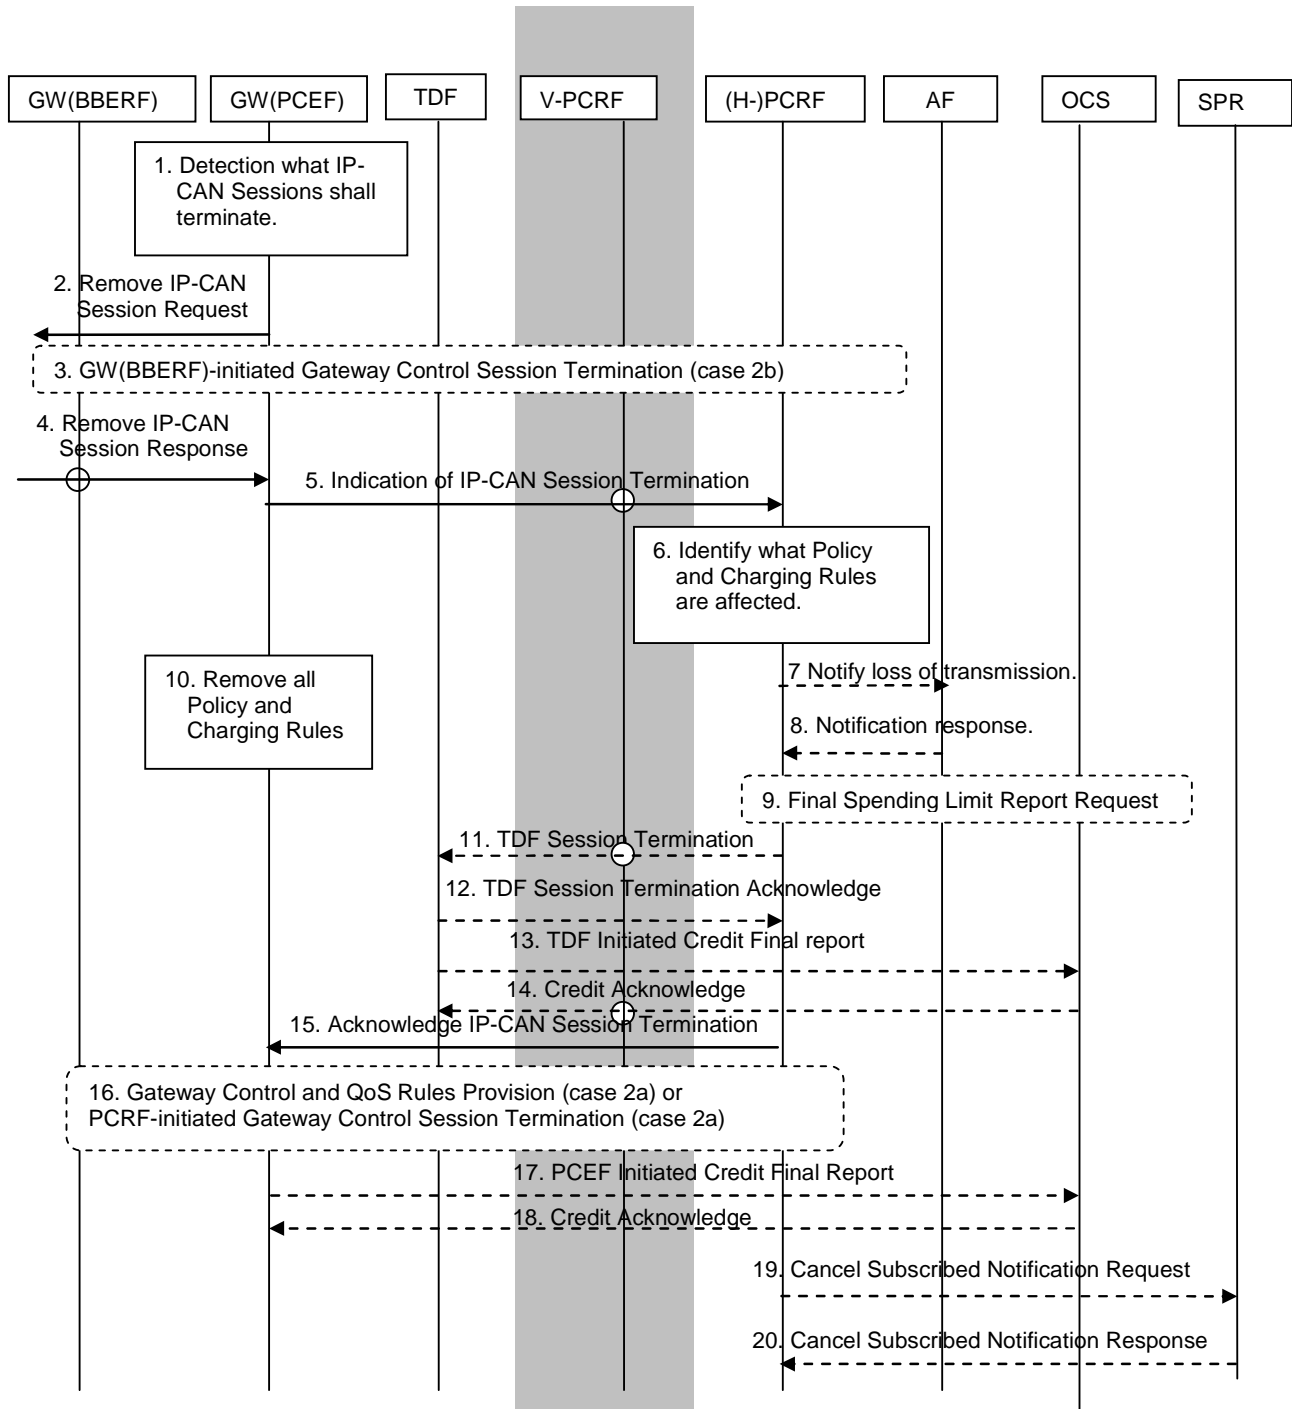 GW(BBERF)
GW(PCEF)
TDF
V-PCRF
(H-)PCRF
AF
OCS
SPR
1. Detection what IP-
CAN Sessions shall
terminate.
2. Remove IP-CAN
Session Request
3. GW(BBERF)-initiated Gateway Control Session Termination (case 2b)
4. Remove IP-CAN
Session Response
5. Indication of IP-CAN Session Termination
6. Identify what Policy
and Charging Rules
are affected.
7 Notify loss of transmission.
10. Remove all
Policy and
Charging Rules
8. Notification response.
9. Final Spending Limit Report Request
11. TDF Session Termination
12. TDF Session Termination Acknowledge
13. TDF Initiated Credit Final report
14. Credit Acknowledge
15. Acknowledge IP-CAN Session Termination
16. Gateway Control and QoS Rules Provision (case 2a) or
PCRF-initiated Gateway Control Session Termination (case 2a)
17. PCEF Initiated Credit Final Report
18. Credit Acknowledge
19. Cancel Subscribed Notification Request
20. Cancel Subscribed Notification Response